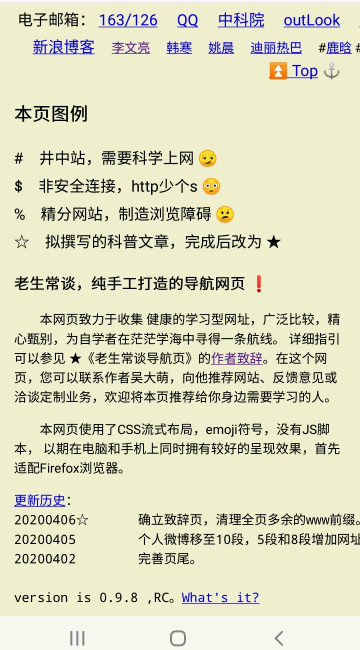 电子邮箱： 163/126 QQ 中科院 outLook
新浪博客 李文亮 韩寒 姚晨 迪丽热巴 #鹿晗 #
⏫ Top ⚓
本页图例
# 井中站，需要科学上网 😏
$ 非安全连接，http少个s 😳
% 精分网站，制造浏览障碍 😕
☆ 拟撰写的科普文章，完成后改为 ★
老生常谈，纯手工打造的导航网页 ❗
本网页致力于收集 健康的学习型网址，广泛比较，精
心甄别，为自学者在茫茫学海中寻得一条航线。 详细指引
可以参见 ★《老生常谈导航页》的作者致辞。在这个网
页，您可以联系作者吴大萌，向他推荐网站、反馈意见或
洽谈定制业务，欢迎将本页推荐给你身边需要学习的人。
本网页使用了CSS流式布局，emoji符号，没有JS脚
本， 以期在电脑和手机上同时拥有较好的呈现效果，首先
适配Firefox浏览器。
更新历史：
20200406☆ 确立致辞页，清理全页多余的www前缀。
20200405 个人微博移至10段，5段和8段增加网址
20200402 完善页尾。
version is 0.9.8 ,RC。What's it?